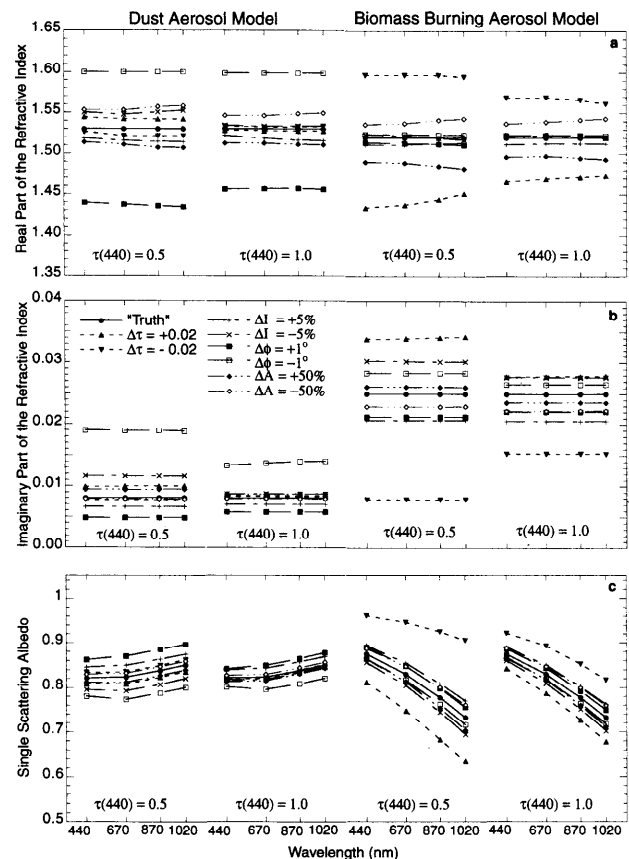 Dust Aerosol Model Biomass Burning Aerosol Model
Real Part of the Refractive Index
a
1.65
1.60
1.55
1.50
1.45
1.40
1.35
τ(440) = 0.5 τ(440) = 1.0 τ(440) = 0.5 τ(440) = 1.0
Imaginary Part of the Refractive Index
b
0.04
0.03
0.02
0.01
0.00
"Truth"
Δτ = +0.02
Δτ = - 0.02
ΔI = +5%
ΔI = −5%
Δϕ = +1°
Δϕ = −1°
ΔA = +50%
ΔA = −50%
τ(440) = 0.5 τ(440) = 1.0 τ(440) = 0.5 τ(440) = 1.0
Single Scattering Albedo
c
1
0.9
0.8
0.7
0.6
0.5
τ(440) = 0.5 τ(440) = 1.0 τ(440) = 0.5 τ(440) = 1.0
440 670 870 1020 440 670 870 1020 440 670 870 1020 440 670 870 1020
Wavelength (nm)